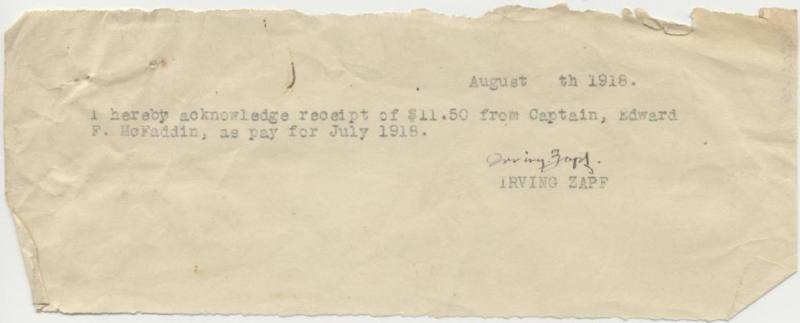 August th 1918.
I hereby acknowledge receipt of $11.50 from Captain, Edward
F. McFaddin, as pay for July 1918.
Irving Zapf.
IRVING ZAPF